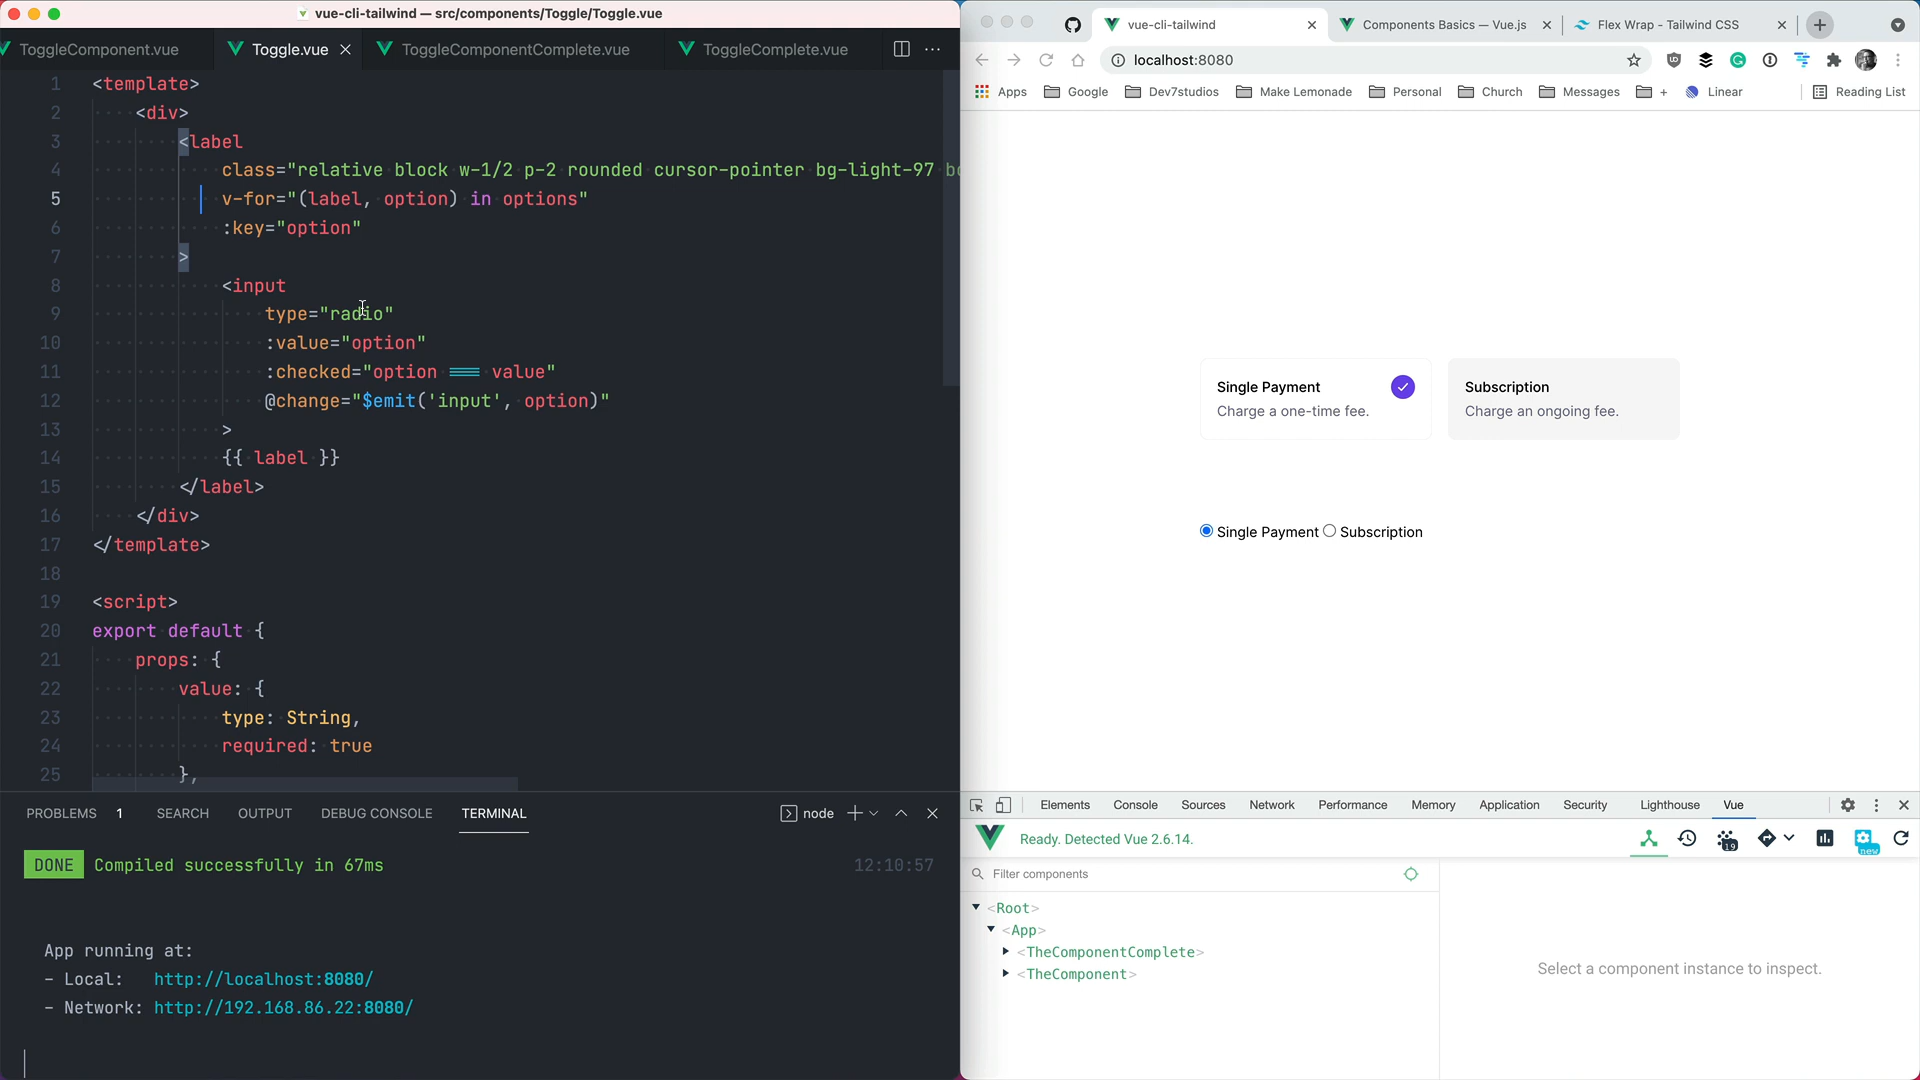 vue-cli-tailwind — src/components/Toggle/Toggle.vue
ToggleComponent.vue
Toggle.vue
ToggleComponentComplete.vue
ToggleComplete.vue
1 <template>
2 <div>
3 <label
4 class="relative block w-1/2 p-2 rounded cursor-pointer bg-light-97
5 v-for="(label, option) in options"
6 :key="option"
7 >
8 <input
9 type="radio"
10 :value="option"
11 :checked="option === value"
12 @change="$emit('input', option)"
13 >
14 {{ label }}
15 </label>
16 </div>
17 </template>
18
19 <script>
20 export default {
21 props: {
22 value: {
23 type: String,
24 required: true
25 },
PROBLEMS 1 SEARCH OUTPUT DEBUG CONSOLE TERMINAL node
DONE Compiled successfully in 67ms 12:10:57
App running at:
- Local: http://localhost:8080/
- Network: http://192.168.86.22:8080/
vue-cli-tailwind
Components Basics — Vue.js
Flex Wrap - Tailwind CSS
localhost:8080
Apps Google Dev7studios Make Lemonade Personal Church Messages + Linear Reading List
Single Payment
Charge a one-time fee.
Subscription
Charge an ongoing fee.
Single Payment Subscription
Elements Console Sources Network Performance Memory Application Security Lighthouse Vue
Ready. Detected Vue 2.6.14.
19
new
Filter components
<Root>
<App>
<TheComponentComplete>
<TheComponent>
Select a component instance to inspect.